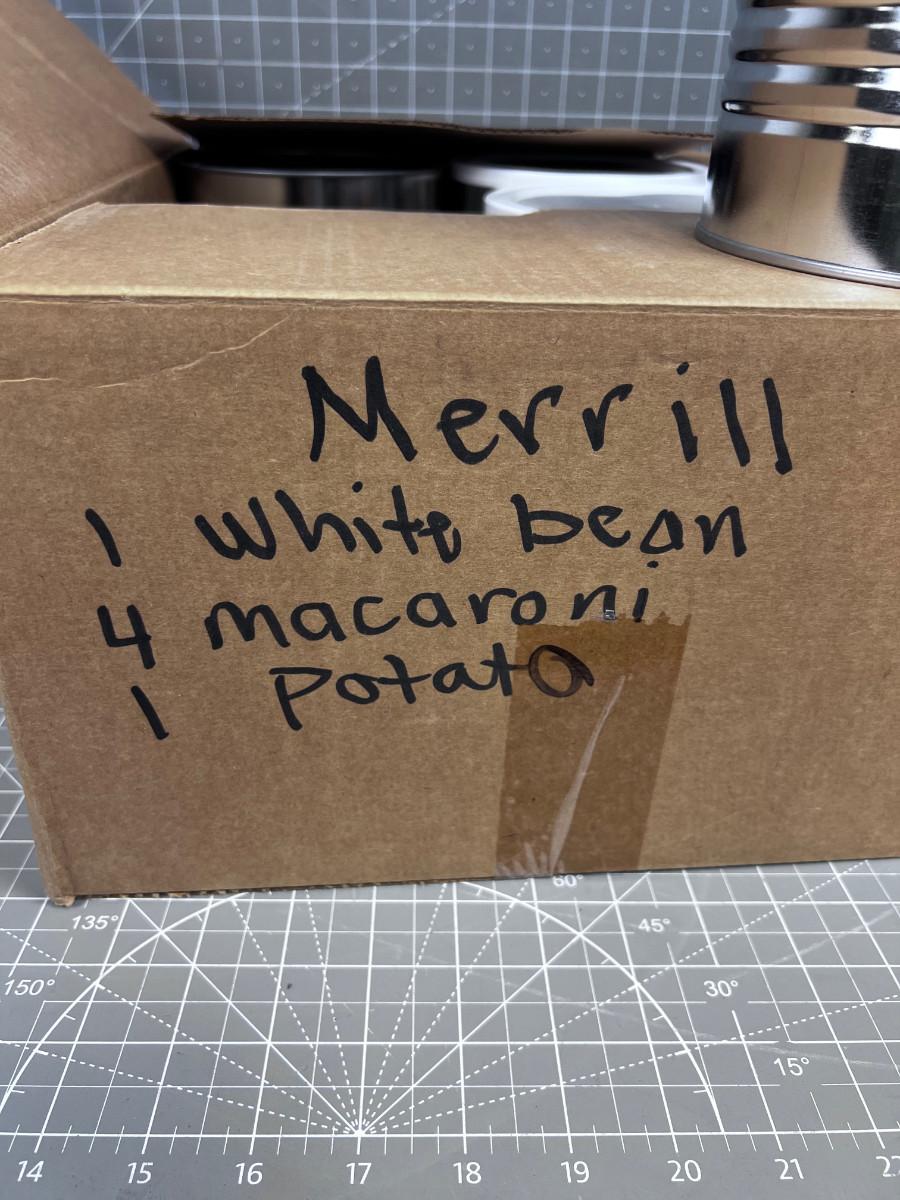 Merrill
1 white bean
4 macaroni
1 Potato
60°
135° 45°
150° 30°
15°
14 15 16 17 18 19 20 21